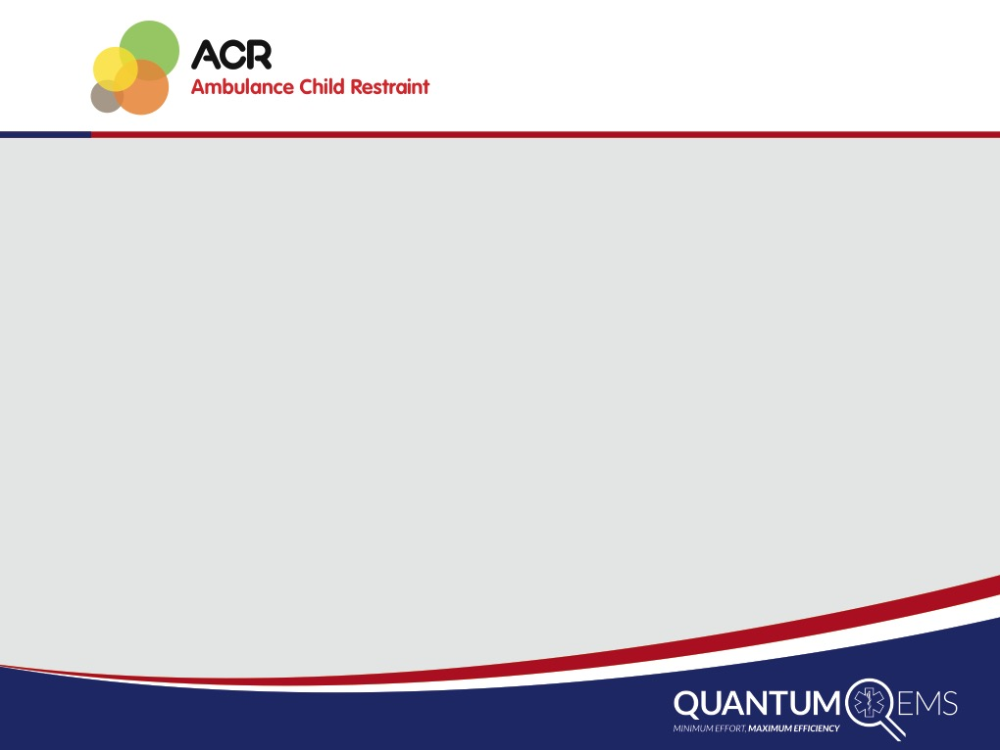 ACR
Ambulance Child Restraint
QUANTUM EMS
MINIMUM EFFORT, MAXIMUM EFFICIENCY